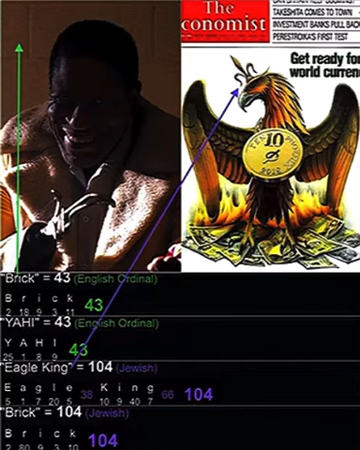 The
conomist
TAKESHITA COMES TO TOWN
INVESTMENT BANKS PULL BACK
PERESTROIKA'S FIRST TEST
Get ready for
world curren
10
"Brick" = 43 (English Ordinal)
B r i c k 43
2 18 9 3 11
"YAHI" = 43 (English Ordinal)
Y A H I 43
25 1 8 9
"Eagle King" = 104 (Jewish)
E a g l e 38 K i n g 66 104
5 1 7 20 5 10 9 40 7
"Brick" = 104 (Jewish)
B r i c k 104
2 80 9 3 10